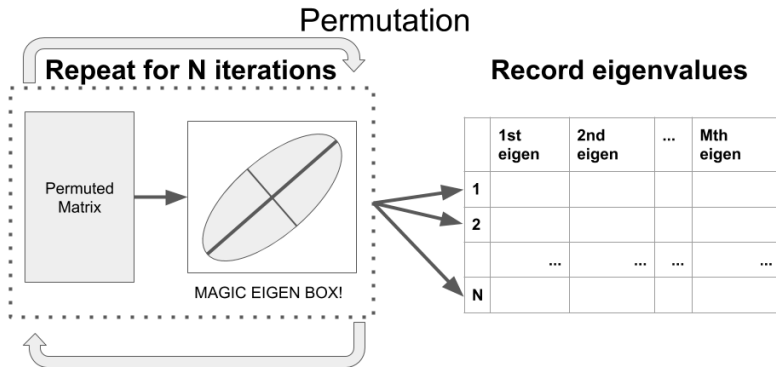 Permutation
Repeat for N iterations
Record eigenvalues
Permuted
Matrix
MAGIC EIGEN BOX!
1st
eigen
2nd
eigen
...
Mth
eigen
1
2
... ... ... ...
N